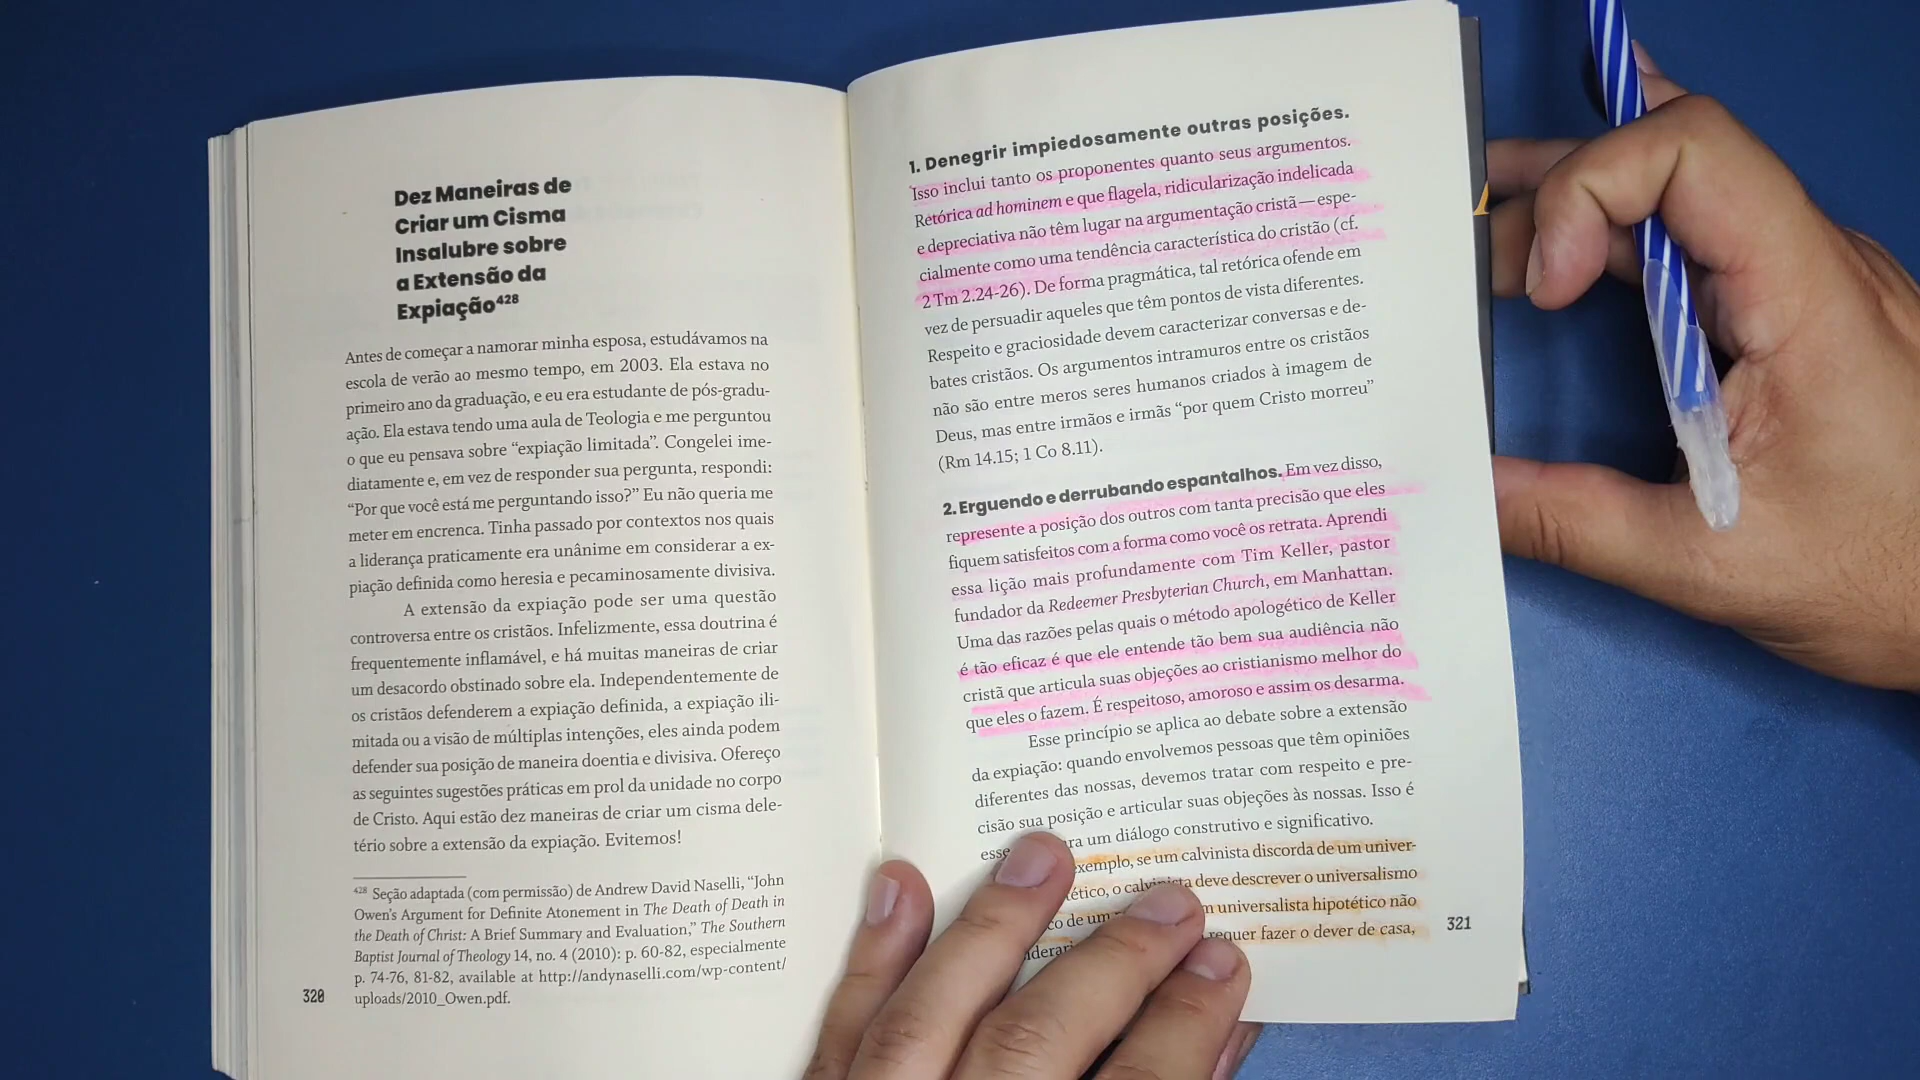 Dez Maneiras de
Criar um Cisma
Insalubre sobre
a Extensão da
Expiação⁴²⁸
Antes de começar a namorar minha esposa, estudávamos na
escola de verão ao mesmo tempo, em 2003. Ela estava no
primeiro ano da graduação, e eu era estudante de pós-gradu-
ação. Ela estava tendo uma aula de Teologia e me perguntou
o que eu pensava sobre “expiação limitada”. Congelei ime-
diatamente e, em vez de responder sua pergunta, respondi:
“Por que você está me perguntando isso?” Eu não queria me
meter em encrenca. Tinha passado por contextos nos quais
a liderança praticamente era unânime em considerar a ex-
piação definida como heresia e pecaminosamente divisiva.
A extensão da expiação pode ser uma questão
controversa entre os cristãos. Infelizmente, essa doutrina é
frequentemente inflamável, e há muitas maneiras de criar
um desacordo obstinado sobre ela. Independentemente de
os cristãos defenderem a expiação definida, a expiação ili-
mitada ou a visão de múltiplas intenções, eles ainda podem
defender sua posição de maneira doentia e divisiva. Ofereço
as seguintes sugestões práticas em prol da unidade no corpo
de Cristo. Aqui estão dez maneiras de criar um cisma dele-
tério sobre a extensão da expiação. Evitemos!
⁴²⁸ Seção adaptada (com permissão) de Andrew David Naselli, “John
Owen’s Argument for Definite Atonement in The Death of Death in
the Death of Christ: A Brief Summary and Evaluation,” The Southern
Baptist Journal of Theology 14, no. 4 (2010): p. 60-82, especialmente
p. 74-76, 81-82, available at http://andynaselli.com/wp-content/
uploads/2010_Owen.pdf.
320
1. Denegrir impiedosamente outras posições.
Isso inclui tanto os proponentes quanto seus argumentos.
Retórica ad hominem e que flagela, ridicularização indelicada
e depreciativa não têm lugar na argumentação cristã — espe-
cialmente como uma tendência característica do cristão (cf.
2 Tm 2.24-26). De forma pragmática, tal retórica ofende em
vez de persuadir aqueles que têm pontos de vista diferentes.
Respeito e graciosidade devem caracterizar conversas e de-
bates cristãos. Os argumentos intramuros entre os cristãos
não são entre meros seres humanos criados à imagem de
Deus, mas entre irmãos e irmãs “por quem Cristo morreu”
(Rm 14.15; 1 Co 8.11).
2. Erguendo e derrubando espantalhos. Em vez disso,
represente a posição dos outros com tanta precisão que eles
fiquem satisfeitos com a forma como você os retrata. Aprendi
essa lição mais profundamente com Tim Keller, pastor
fundador da Redeemer Presbyterian Church, em Manhattan.
Uma das razões pelas quais o método apologético de Keller
é tão eficaz é que ele entende tão bem sua audiência não
cristã que articula suas objeções ao cristianismo melhor do
que eles o fazem. É respeitoso, amoroso e assim os desarma.
Esse princípio se aplica ao debate sobre a extensão
da expiação: quando envolvemos pessoas que têm opiniões
diferentes das nossas, devemos tratar com respeito e pre-
cisão sua posição e articular suas objeções às nossas. Isso é
um diálogo construtivo e significativo.
exemplo, se um calvinista discorda de um univer-
o calvinista deve descrever o universalismo
de um universalista hipotético não
requer fazer o dever de casa,
321